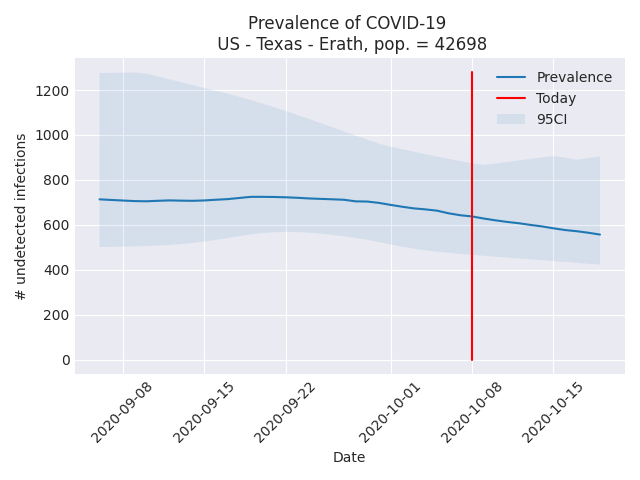 Prevalence of COVID-19
US - Texas - Erath, pop. = 42698
Prevalence
Today
95CI
# undetected infections
1200
1000
800
600
400
200
0
2020-09-08
2020-09-15
2020-09-22
2020-10-01
2020-10-08
2020-10-15
Date